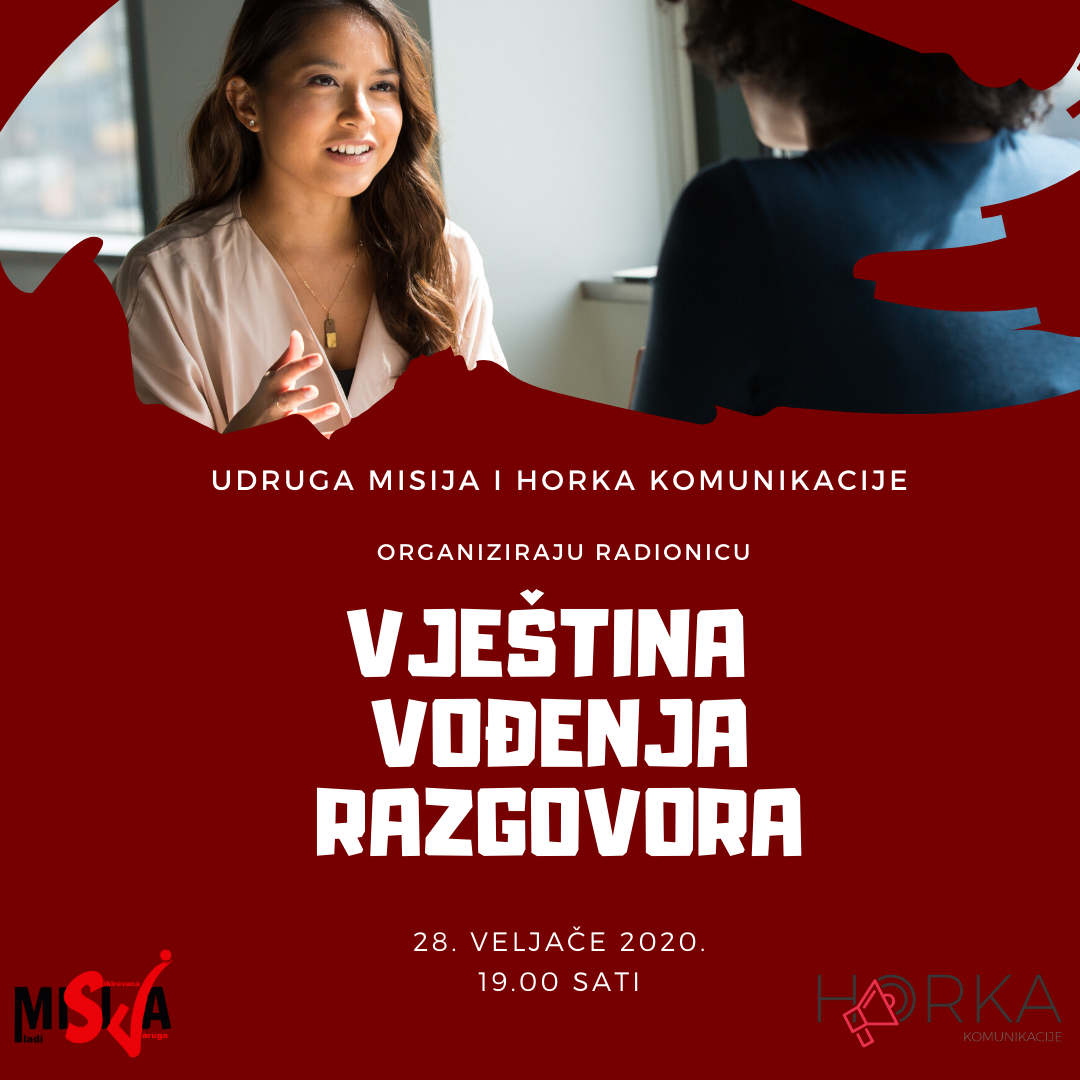 UDRUGA MISIJA I HORKA KOMUNIKACIJE
ORGANIZIRAJU RADIONICU
VJEŠTINA
VOĐENJA
RAZGOVORA
28. VELJAČE 2020.
19.00 SATI
MISIJA
HORKA
KOMUNIKACIJE